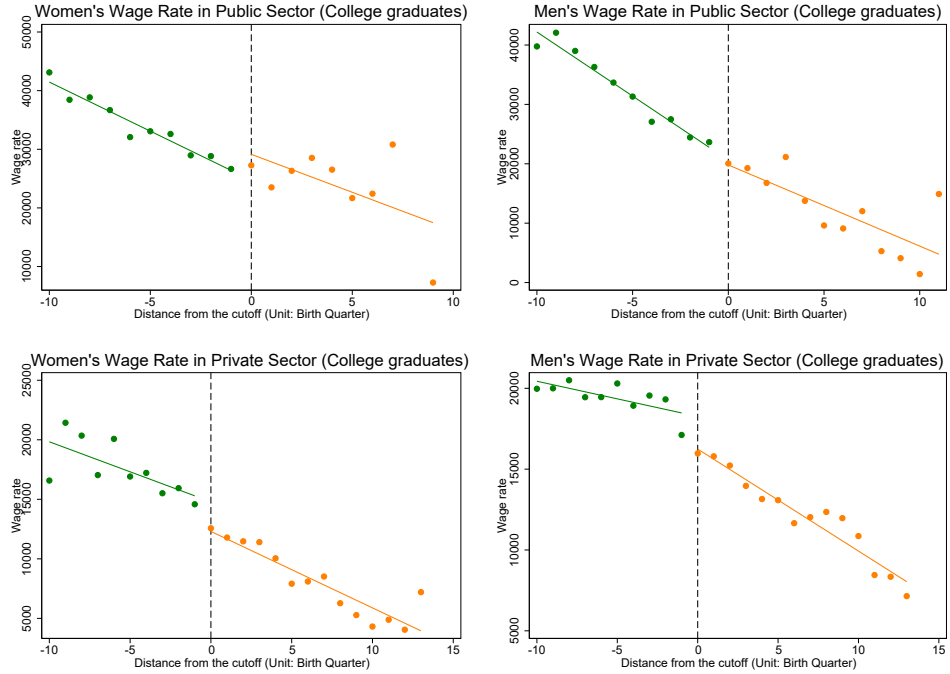 Women's Wage Rate in Public Sector (College graduates)
Wage rate
50000
40000
30000
20000
10000
-10 -5 0 5 10
Distance from the cutoff (Unit: Birth Quarter)
Men's Wage Rate in Public Sector (College graduates)
Wage rate
40000
30000
20000
10000
0
-10 -5 0 5 10
Distance from the cutoff (Unit: Birth Quarter)
Women's Wage Rate in Private Sector (College graduates)
Wage rate
25000
20000
15000
10000
5000
-10 -5 0 5 10 15
Distance from the cutoff (Unit: Birth Quarter)
Men's Wage Rate in Private Sector (College graduates)
Wage rate
20000
15000
10000
5000
-10 -5 0 5 10 15
Distance from the cutoff (Unit: Birth Quarter)